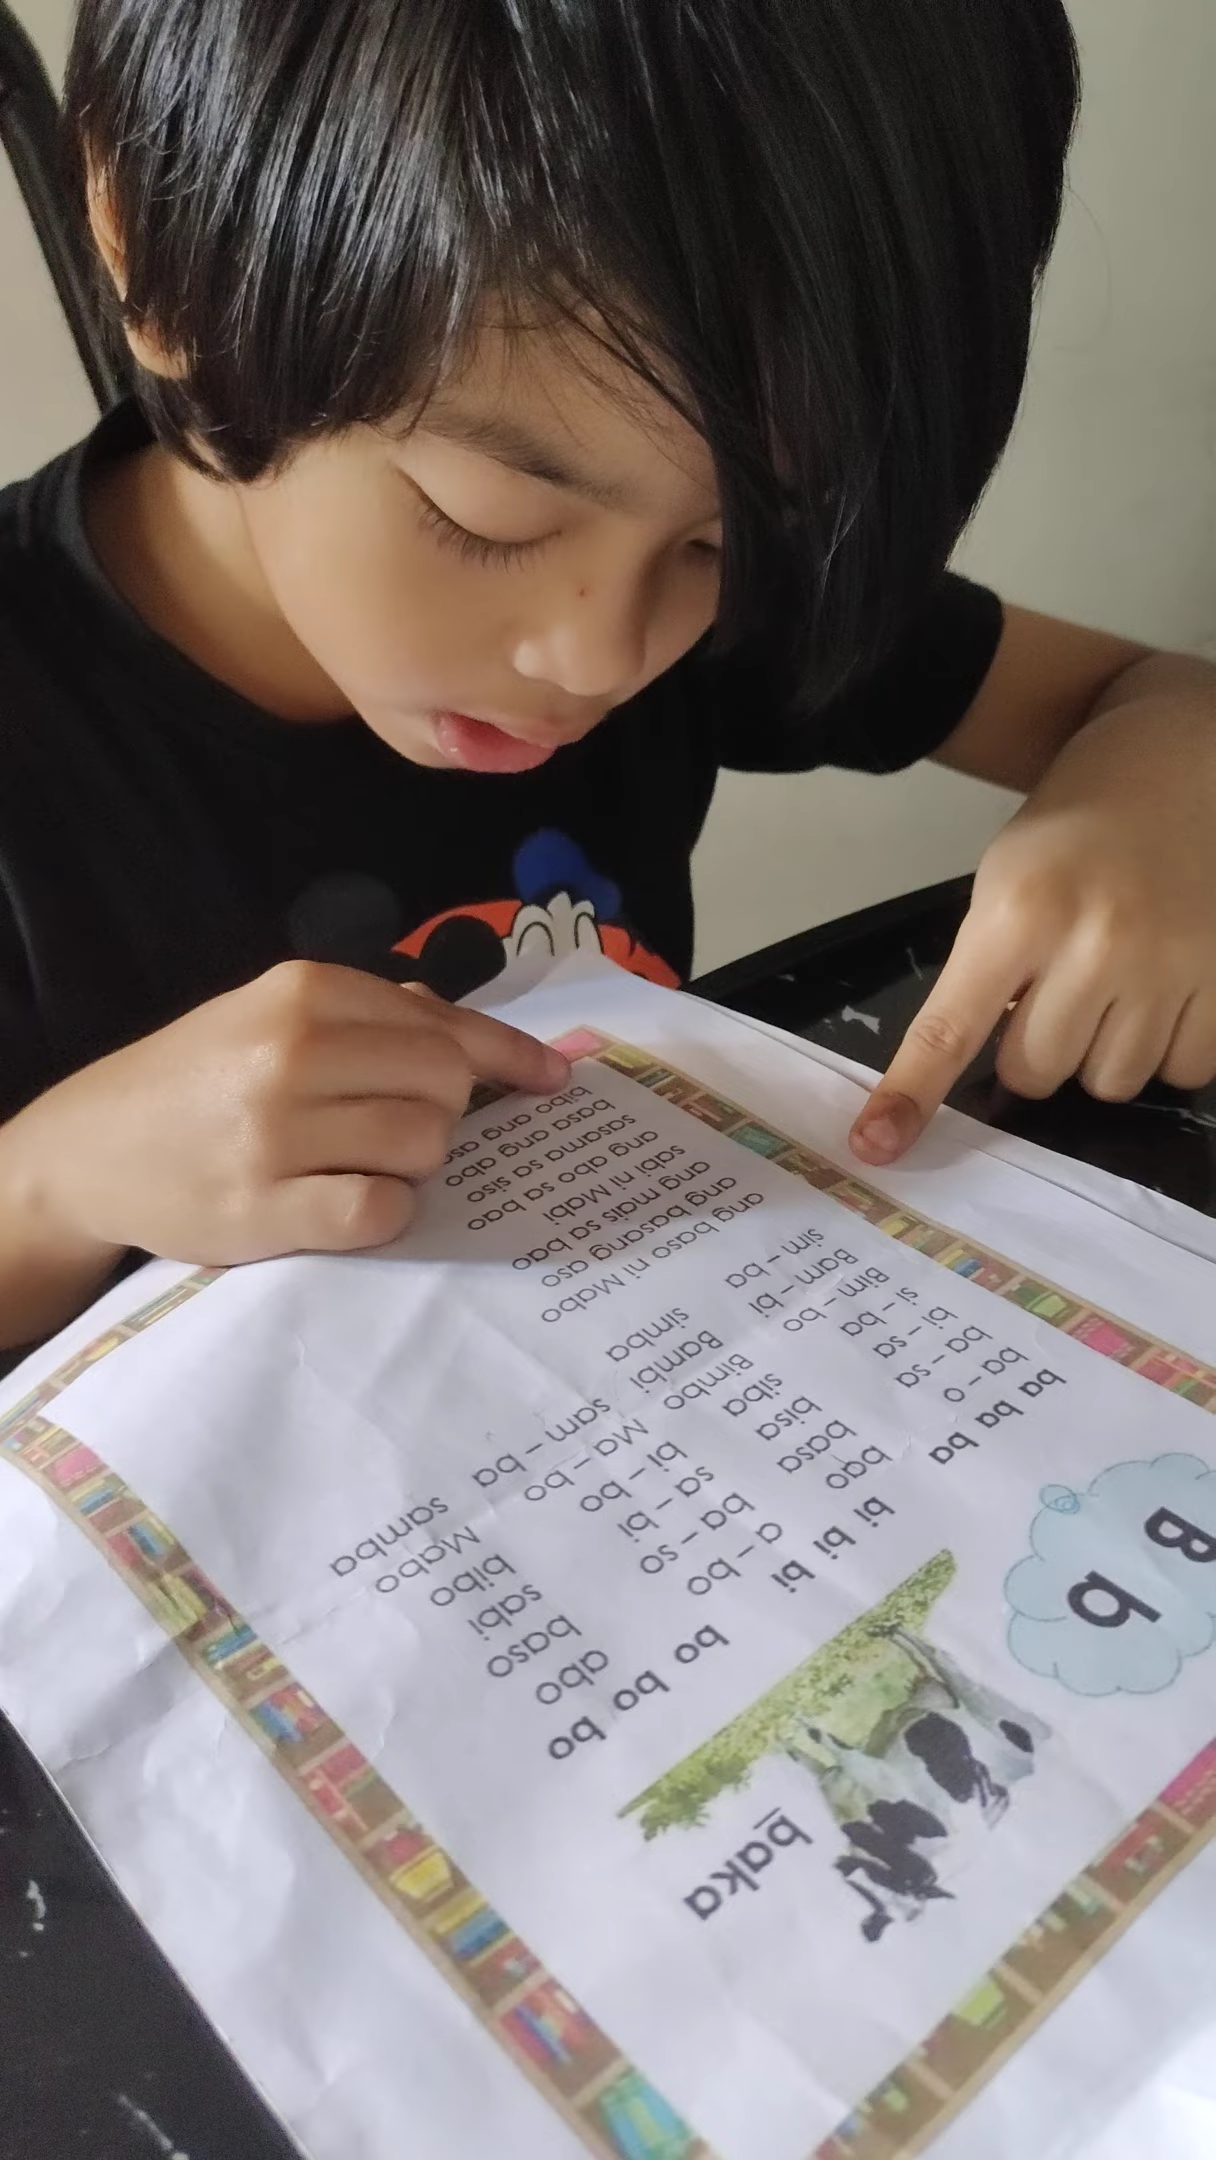 B b
baka
ba ba ba bi bi bi bo bo bo
ba – o bao a – bo abo
ba – sa basa ba – so baso
bi – sa bisa sa – bi sabi
si – ba siba bi – bo bibo
Bim – bo Bimbo Ma – bo Mabo
Bam – bi Bambi sam – ba samba
sim – ba simba
ang baso ni Mabo
ang basang aso
ang mais sa bao
sabi ni Mabi
ang abo sa bao
sasama sa siso
basa ang abo
bibo ang aso